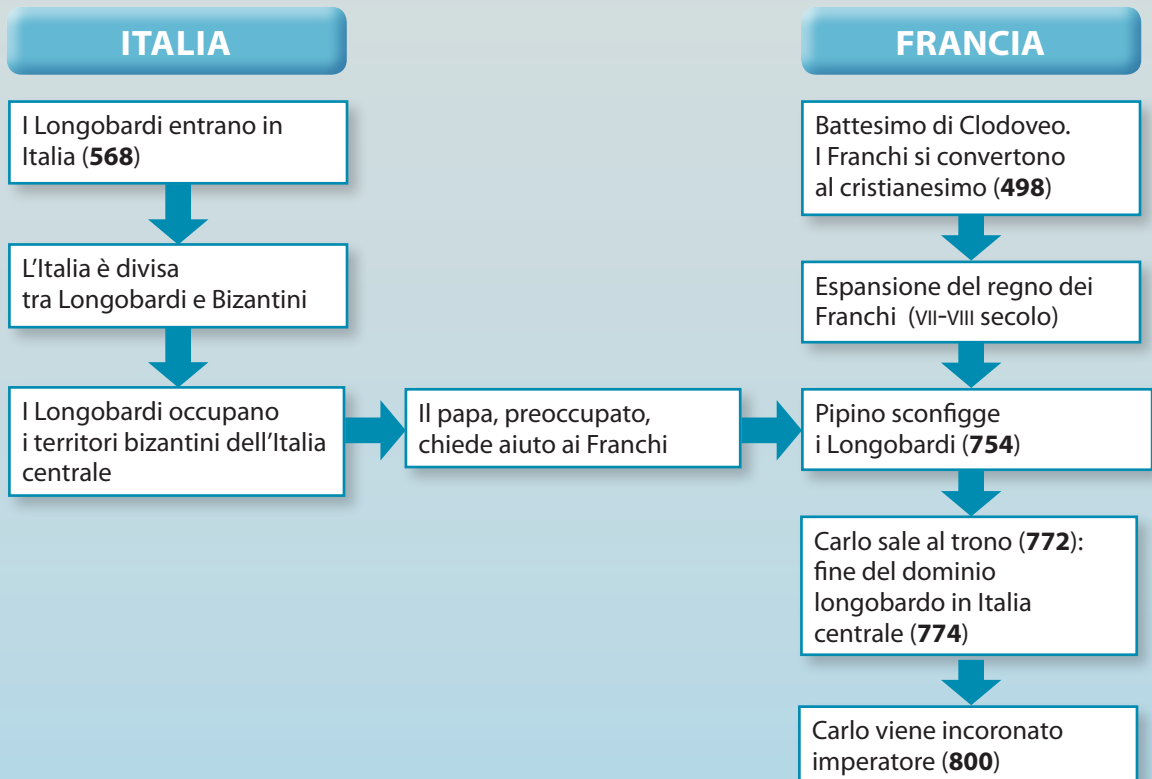 ITALIA
I Longobardi entrano in
Italia (568)
L'Italia è divisa
tra Longobardi e Bizantini
I Longobardi occupano
i territori bizantini dell'Italia
centrale
Il papa, preoccupato,
chiede aiuto ai Franchi
FRANCIA
Battesimo di Clodoveo.
I Franchi si convertono
al cristianesimo (498)
Espansione del regno dei
Franchi (VII-VIII secolo)
Pipino sconfigge
i Longobardi (754)
Carlo sale al trono (772):
fine del dominio
longobardo in Italia
centrale (774)
Carlo viene incoronato
imperatore (800)